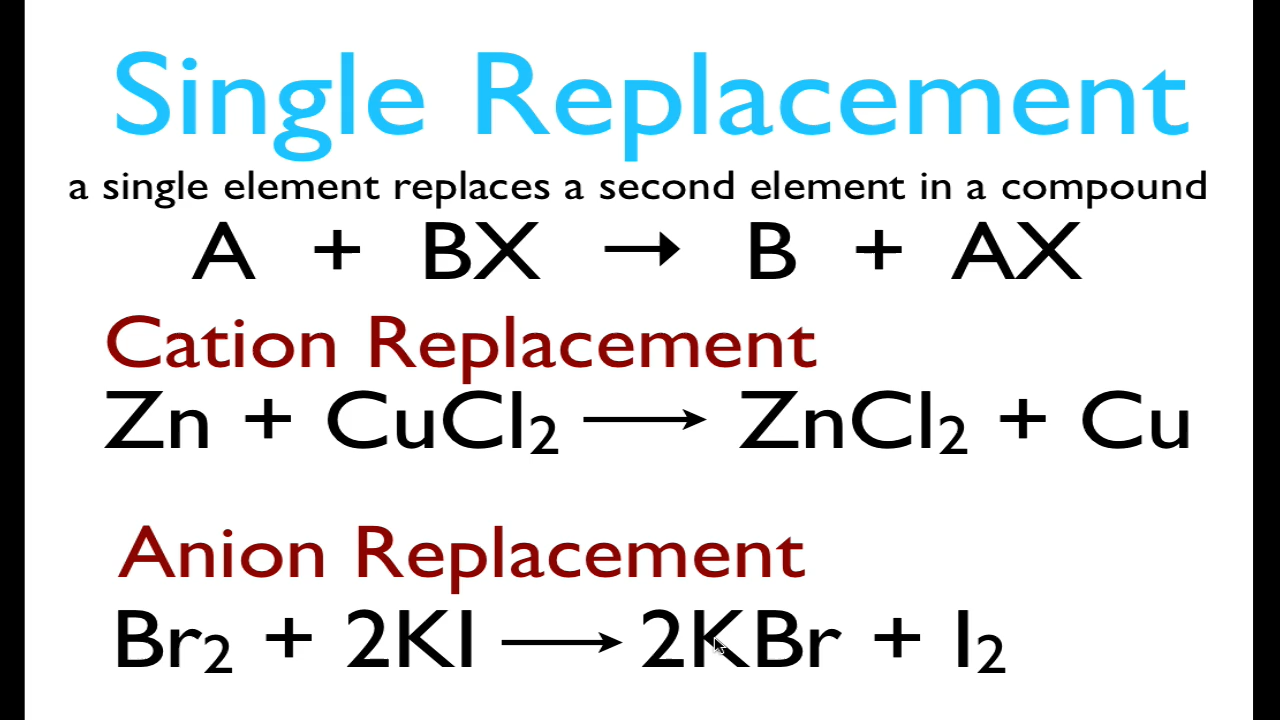 Single Replacement
a single element replaces a second element in a compound
A + BX → B + AX
Cation Replacement
Zn + CuCl₂ ⟶ ZnCl₂ + Cu
Anion Replacement
Br₂ + 2KI ⟶ 2KBr + I₂